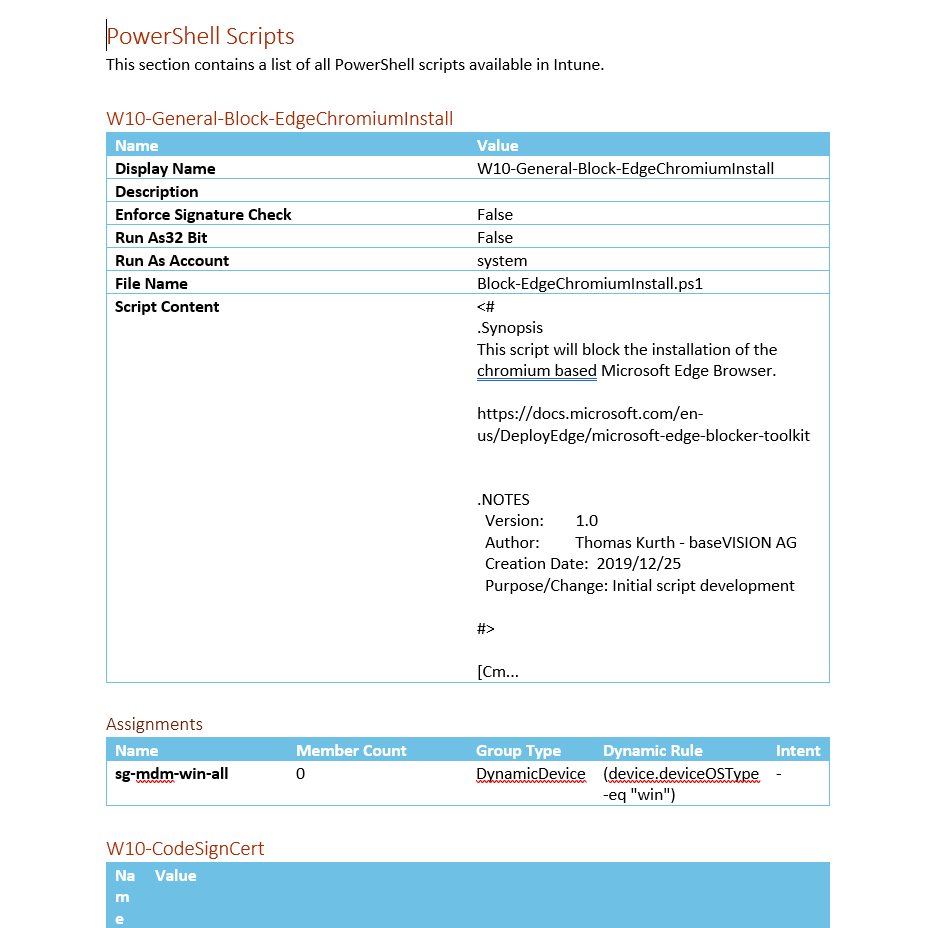 PowerShell Scripts
This section contains a list of all PowerShell scripts available in Intune.
W10-General-Block-EdgeChromiumInstall
Name Value
Display Name W10-General-Block-EdgeChromiumInstall
Description
Enforce Signature Check False
Run As32 Bit False
Run As Account system
File Name Block-EdgeChromiumInstall.ps1
Script Content <#
.Synopsis
This script will block the installation of the
chromium based Microsoft Edge Browser.
https://docs.microsoft.com/en-
us/DeployEdge/microsoft-edge-blocker-toolkit
.NOTES
Version: 1.0
Author: Thomas Kurth - baseVISION AG
Creation Date: 2019/12/25
Purpose/Change: Initial script development
#>
[Cm...
Assignments
Name Member Count Group Type Dynamic Rule Intent
sg-mdm-win-all 0 DynamicDevice (device.deviceOSType -
-eq "win")
W10-CodeSignCert
Na Value
m
e